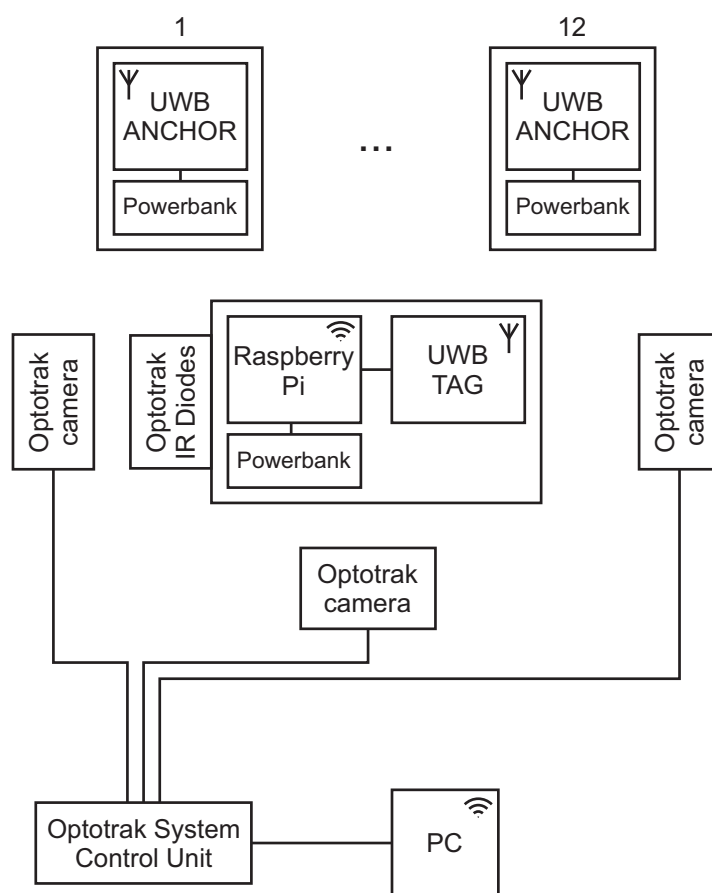 1
12
UWB
ANCHOR
Powerbank
...
UWB
ANCHOR
Powerbank
Optotrak
camera
Optotrak
IR Diodes
Raspberry
Pi
Powerbank
UWB
TAG
Optotrak
camera
Optotrak
camera
Optotrak System
Control Unit
PC